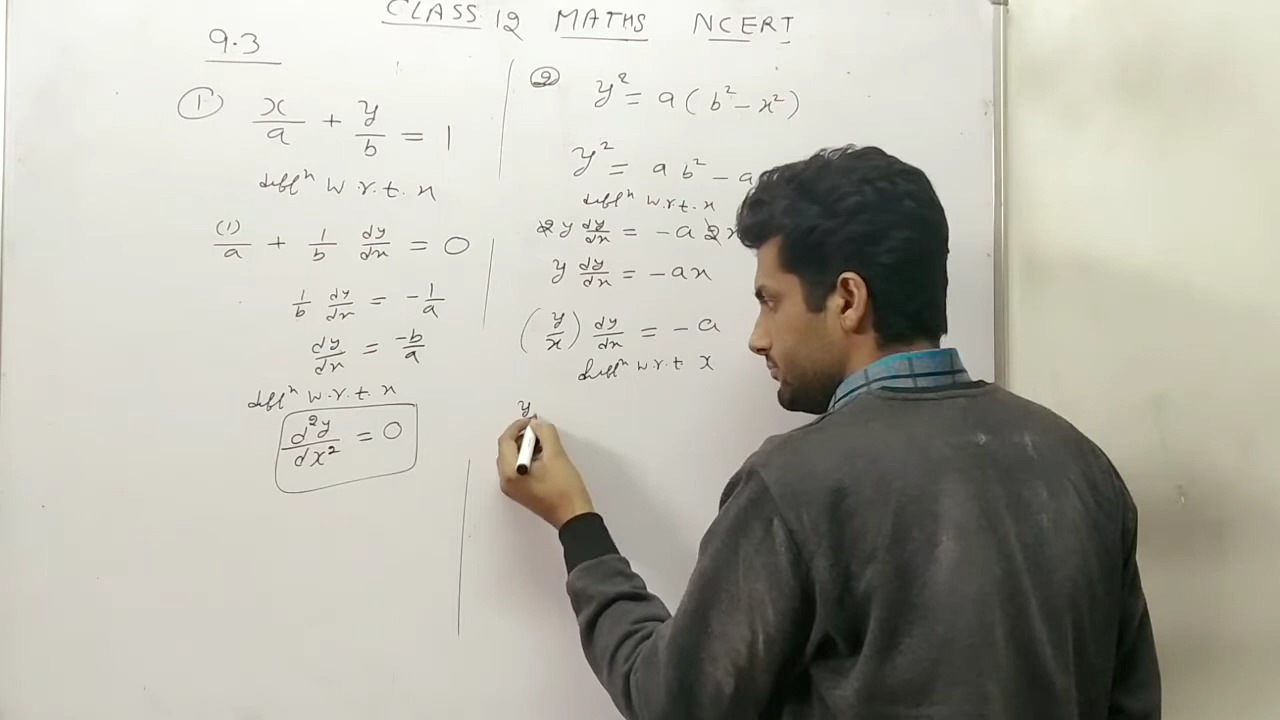 CLASS 12 MATHS NCERT
9.3
① x/a + y/b = 1
diffⁿ w.r.t. x
(1)/a + 1/b dy/dx = 0
1/b dy/dx = -1/a
dy/dx = -b/a
diffⁿ w.r.t. x
d²y/dx² = 0
② y² = a(b² - x²)
y² = ab² - a
diffⁿ w.r.t. x
2y dy/dx = -a2x
y dy/dx = -ax
(y/x) dy/dx = -a
diffⁿ w.r.t x
y